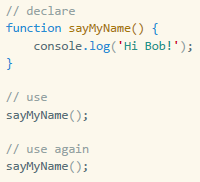 // declare
function sayMyName() {
    console.log('Hi Bob!');
}

// use
sayMyName();

// use again
sayMyName();